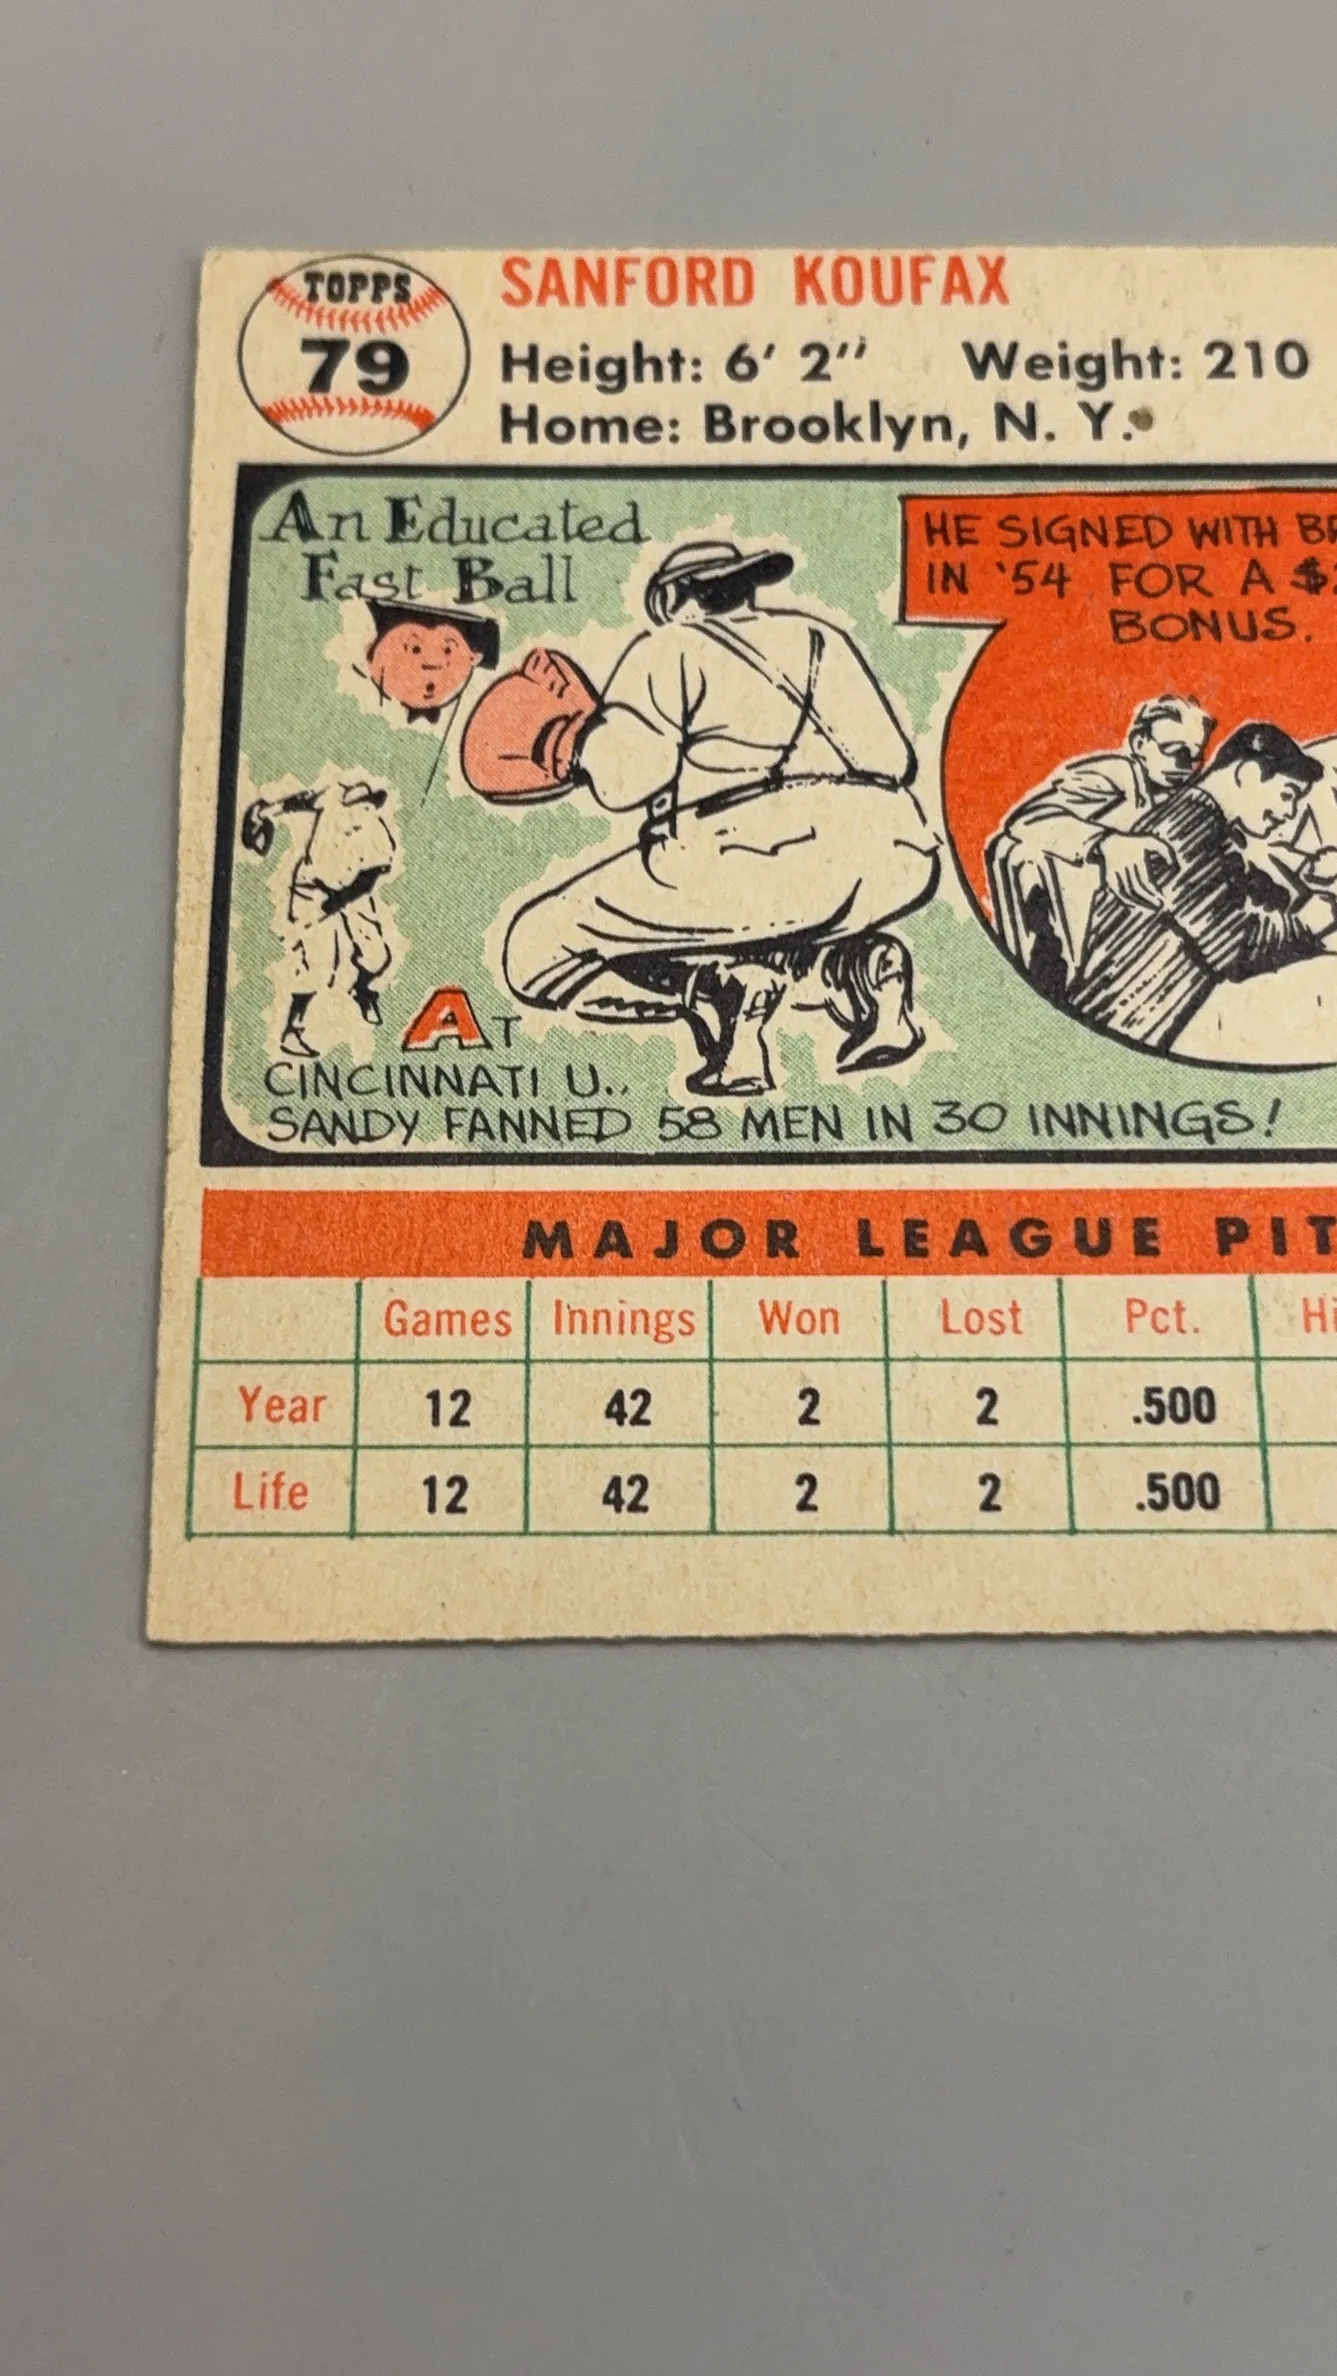 TOPPS
79
SANFORD KOUFAX
Height: 6' 2" Weight: 210
Home: Brooklyn, N. Y.
An Educated
Fast Ball
HE SIGNED WITH
IN '54 FOR A
BONUS.
AT
CINCINNATI U.,
SANDY FANNED 58 MEN IN 30 INNINGS!
MAJOR LEAGUE
Games Innings Won Lost Pct.
Year 12 42 2 2 .500
Life 12 42 2 2 .500